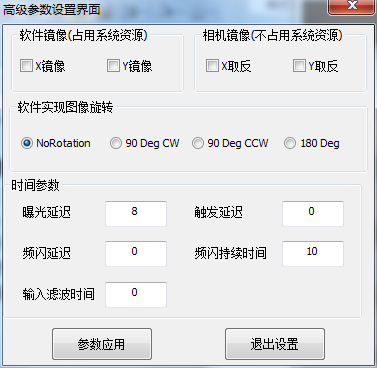 高级参数设置界面
软件镜像(占用系统资源) 相机镜像(不占用系统资源)
X镜像 Y镜像 X取反 Y取反
软件实现图像旋转
NoRotation 90 Deg CW 90 Deg CCW 180 Deg
时间参数
曝光延迟 8 触发延迟 0
频闪延迟 0 频闪持续时间 10
输入滤波时间 0
参数应用 退出设置